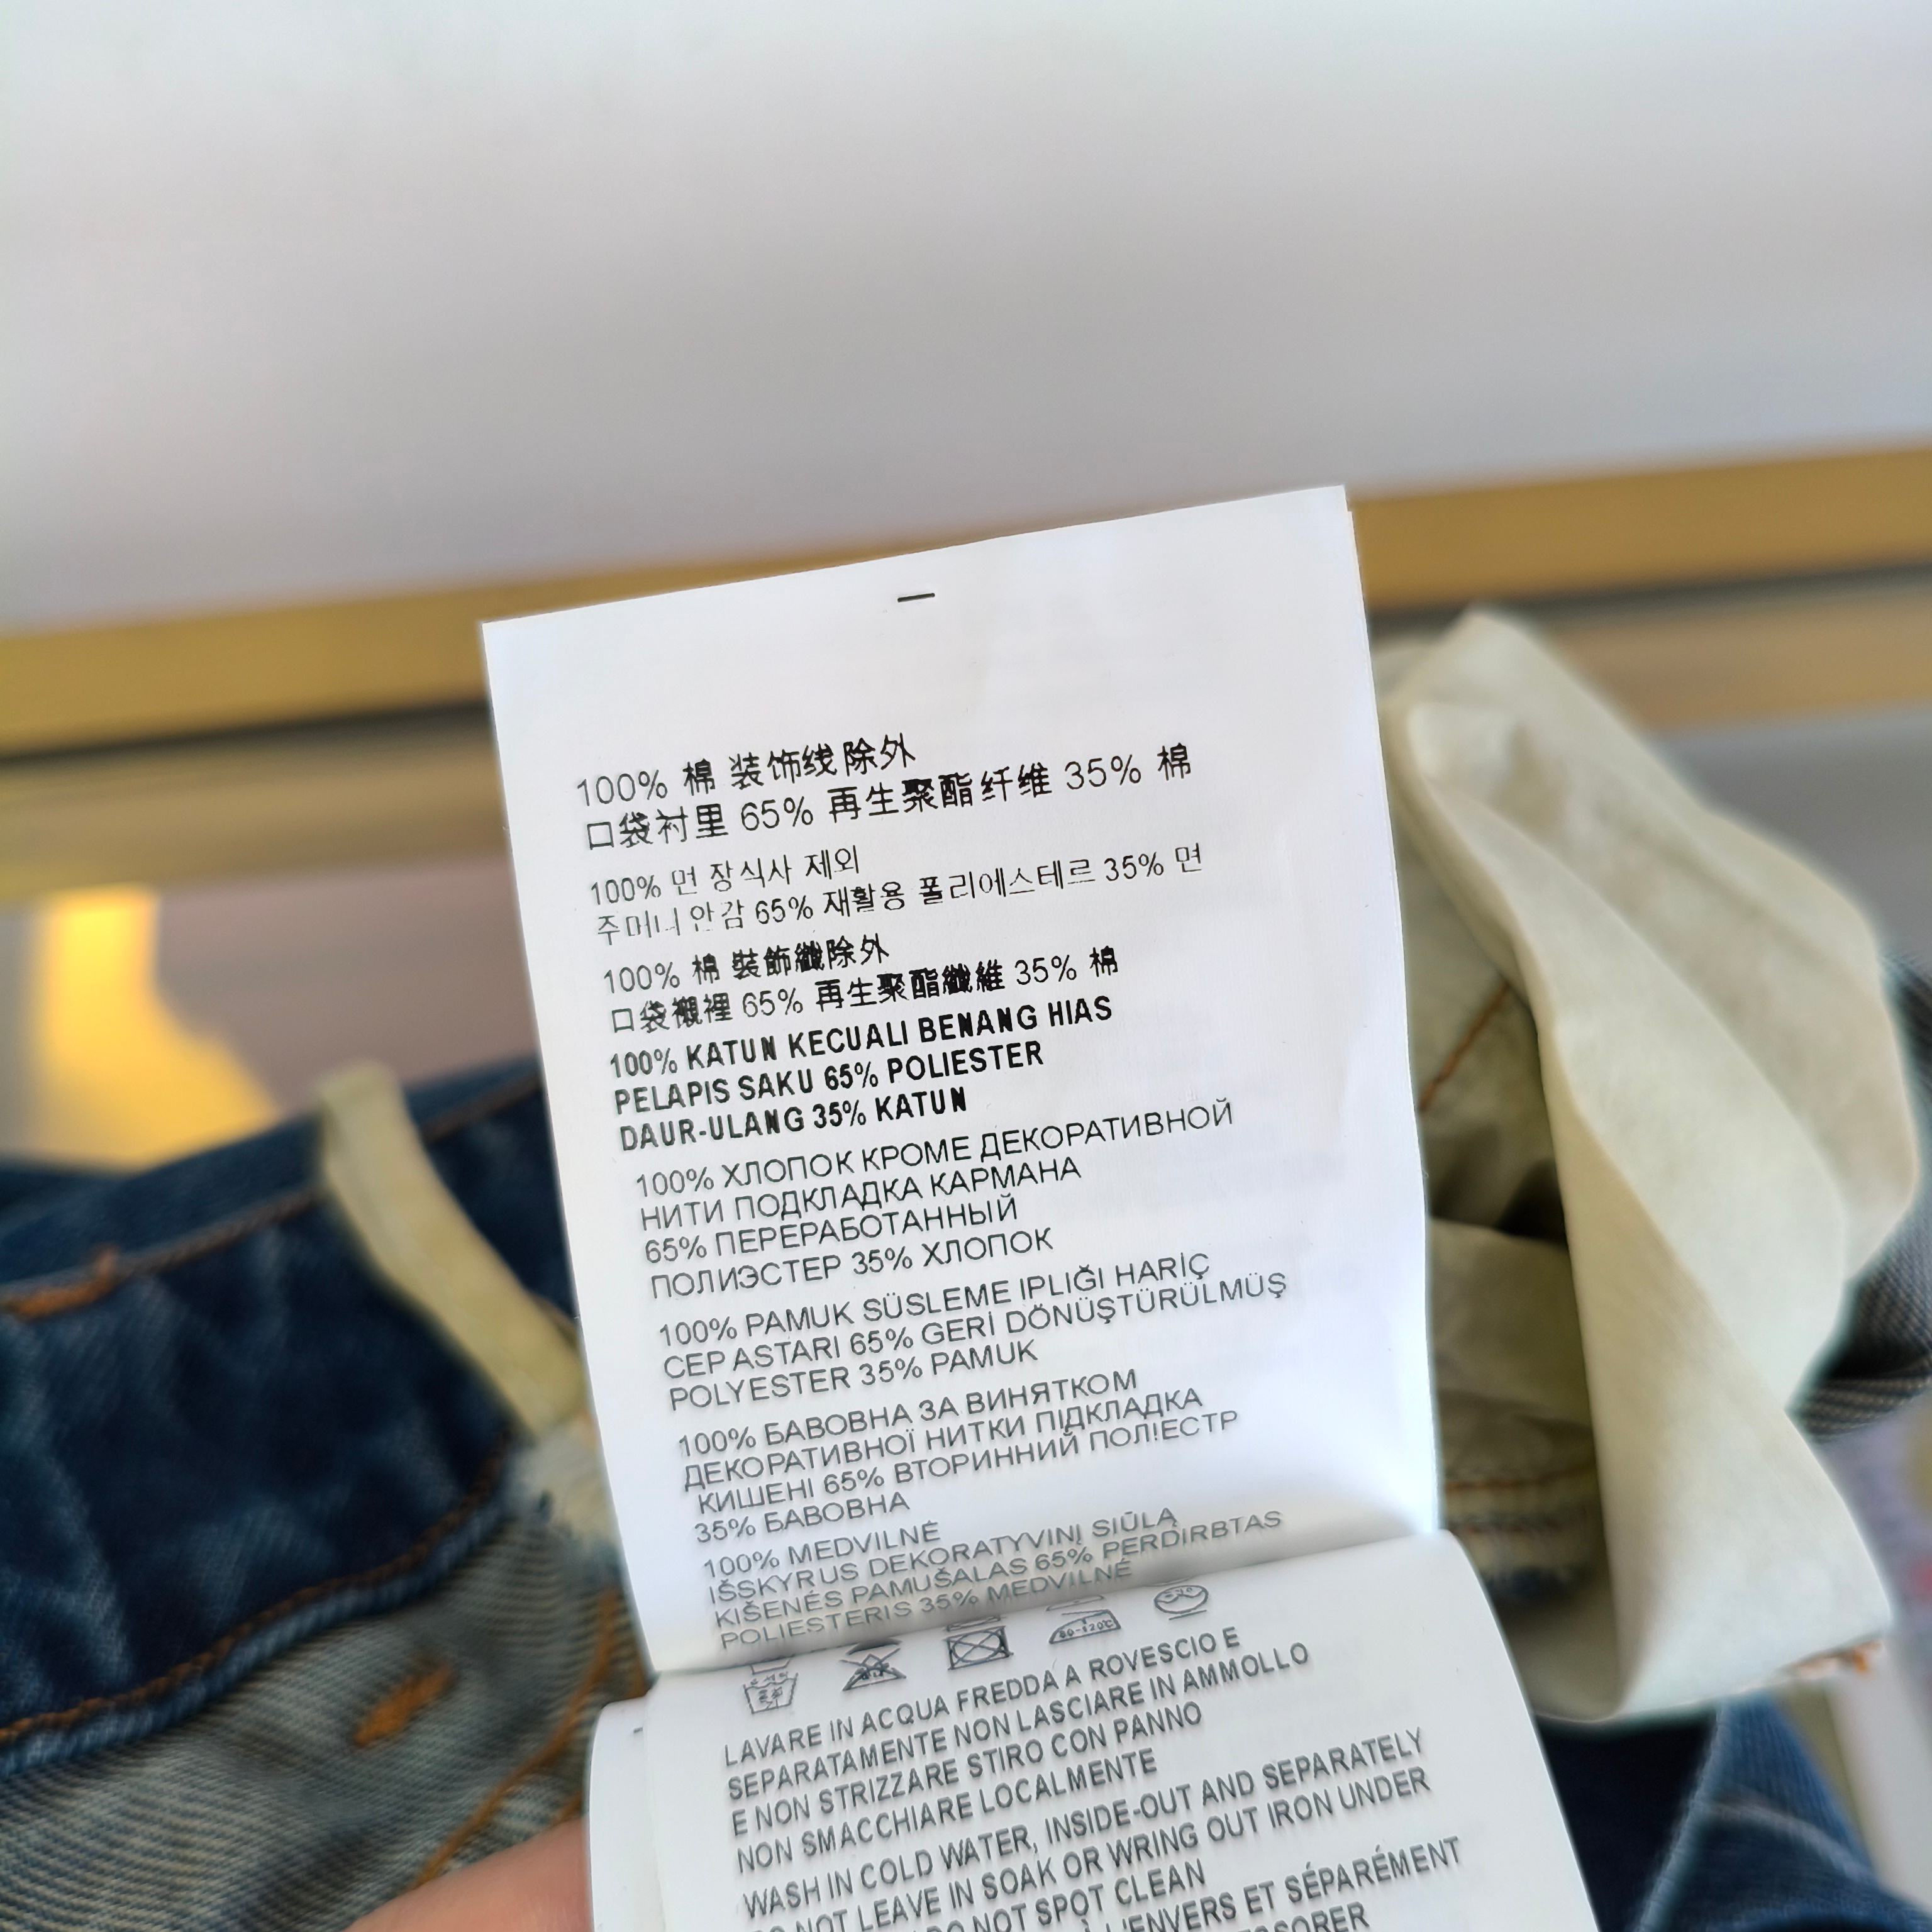 100% 棉 装饰线除外
口袋衬里 65% 再生聚酯纤维 35% 棉
100% 면 장식사 제외
주머니 안감 65% 재활용 폴리에스테르 35% 면
100% 棉 裝飾纖除外
口袋襯裡 65% 再生聚酯纖維 35% 棉
100% KATUN KECUALI BENANG HIAS
PELAPIS SAKU 65% POLIESTER
DAUR-ULANG 35% KATUN
100% ХЛОПОК КРОМЕ ДЕКОРАТИВНОЙ
НИТИ ПОДКЛАДКА КАРМАНА
65% ПЕРЕРАБОТАННЫЙ
ПОЛИЭСТЕР 35% ХЛОПОК
100% PAMUK SÜSLEME IPLIĞI HARİÇ
CEP ASTARI 65% GERİ DÖNÜŞTÜRÜLMÜŞ
POLYESTER 35% PAMUK
100% БАВОВНА ЗА ВИНЯТКОМ
ДЕКОРАТИВНОЇ НИТКИ ПІДКЛАДКА
КИШЕНІ 65% ВТОРИННИЙ ПОЛ!ЕСТР
35% БАВОВНА
100% MEDVILNĖ
IŠSKYRUS DEKORATYVINĮ SIŪLĄ
KIŠENĖS PAMUŠALAS 65% PERDIRBTAS
POLIESTERIS 35% MEDVILNĖ
80-120℃
LAVARE IN ACQUA FREDDA A ROVESCIO E
SEPARATAMENTE NON LASCIARE IN AMMOLLO
E NON STRIZZARE STIRO CON PANNO
NON SMACCHIARE LOCALMENTE
WASH IN COLD WATER, INSIDE-OUT AND SEPARATELY
NOT LEAVE IN SOAK OR WRING OUT IRON UNDER
NOT SPOT CLEAN
L'ENVERS ET SÉPARÉMENT